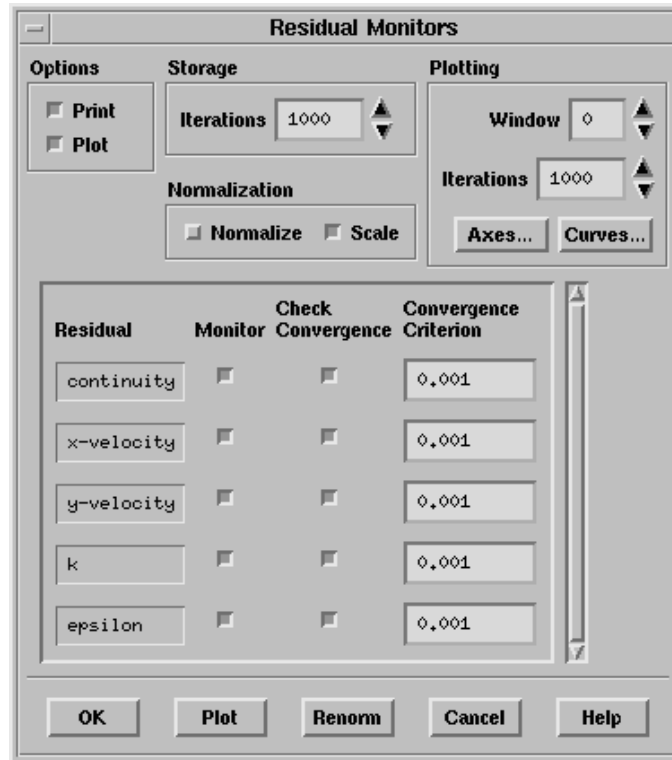 Residual Monitors
Options
Print
Plot
Storage
Iterations 1000
Normalization
Normalize Scale
Plotting
Window 0
Iterations 1000
Axes... Curves...
Residual Monitor Check Convergence Convergence Criterion
continuity 0.001
x-velocity 0.001
y-velocity 0.001
k 0.001
epsilon 0.001
OK Plot Renorm Cancel Help